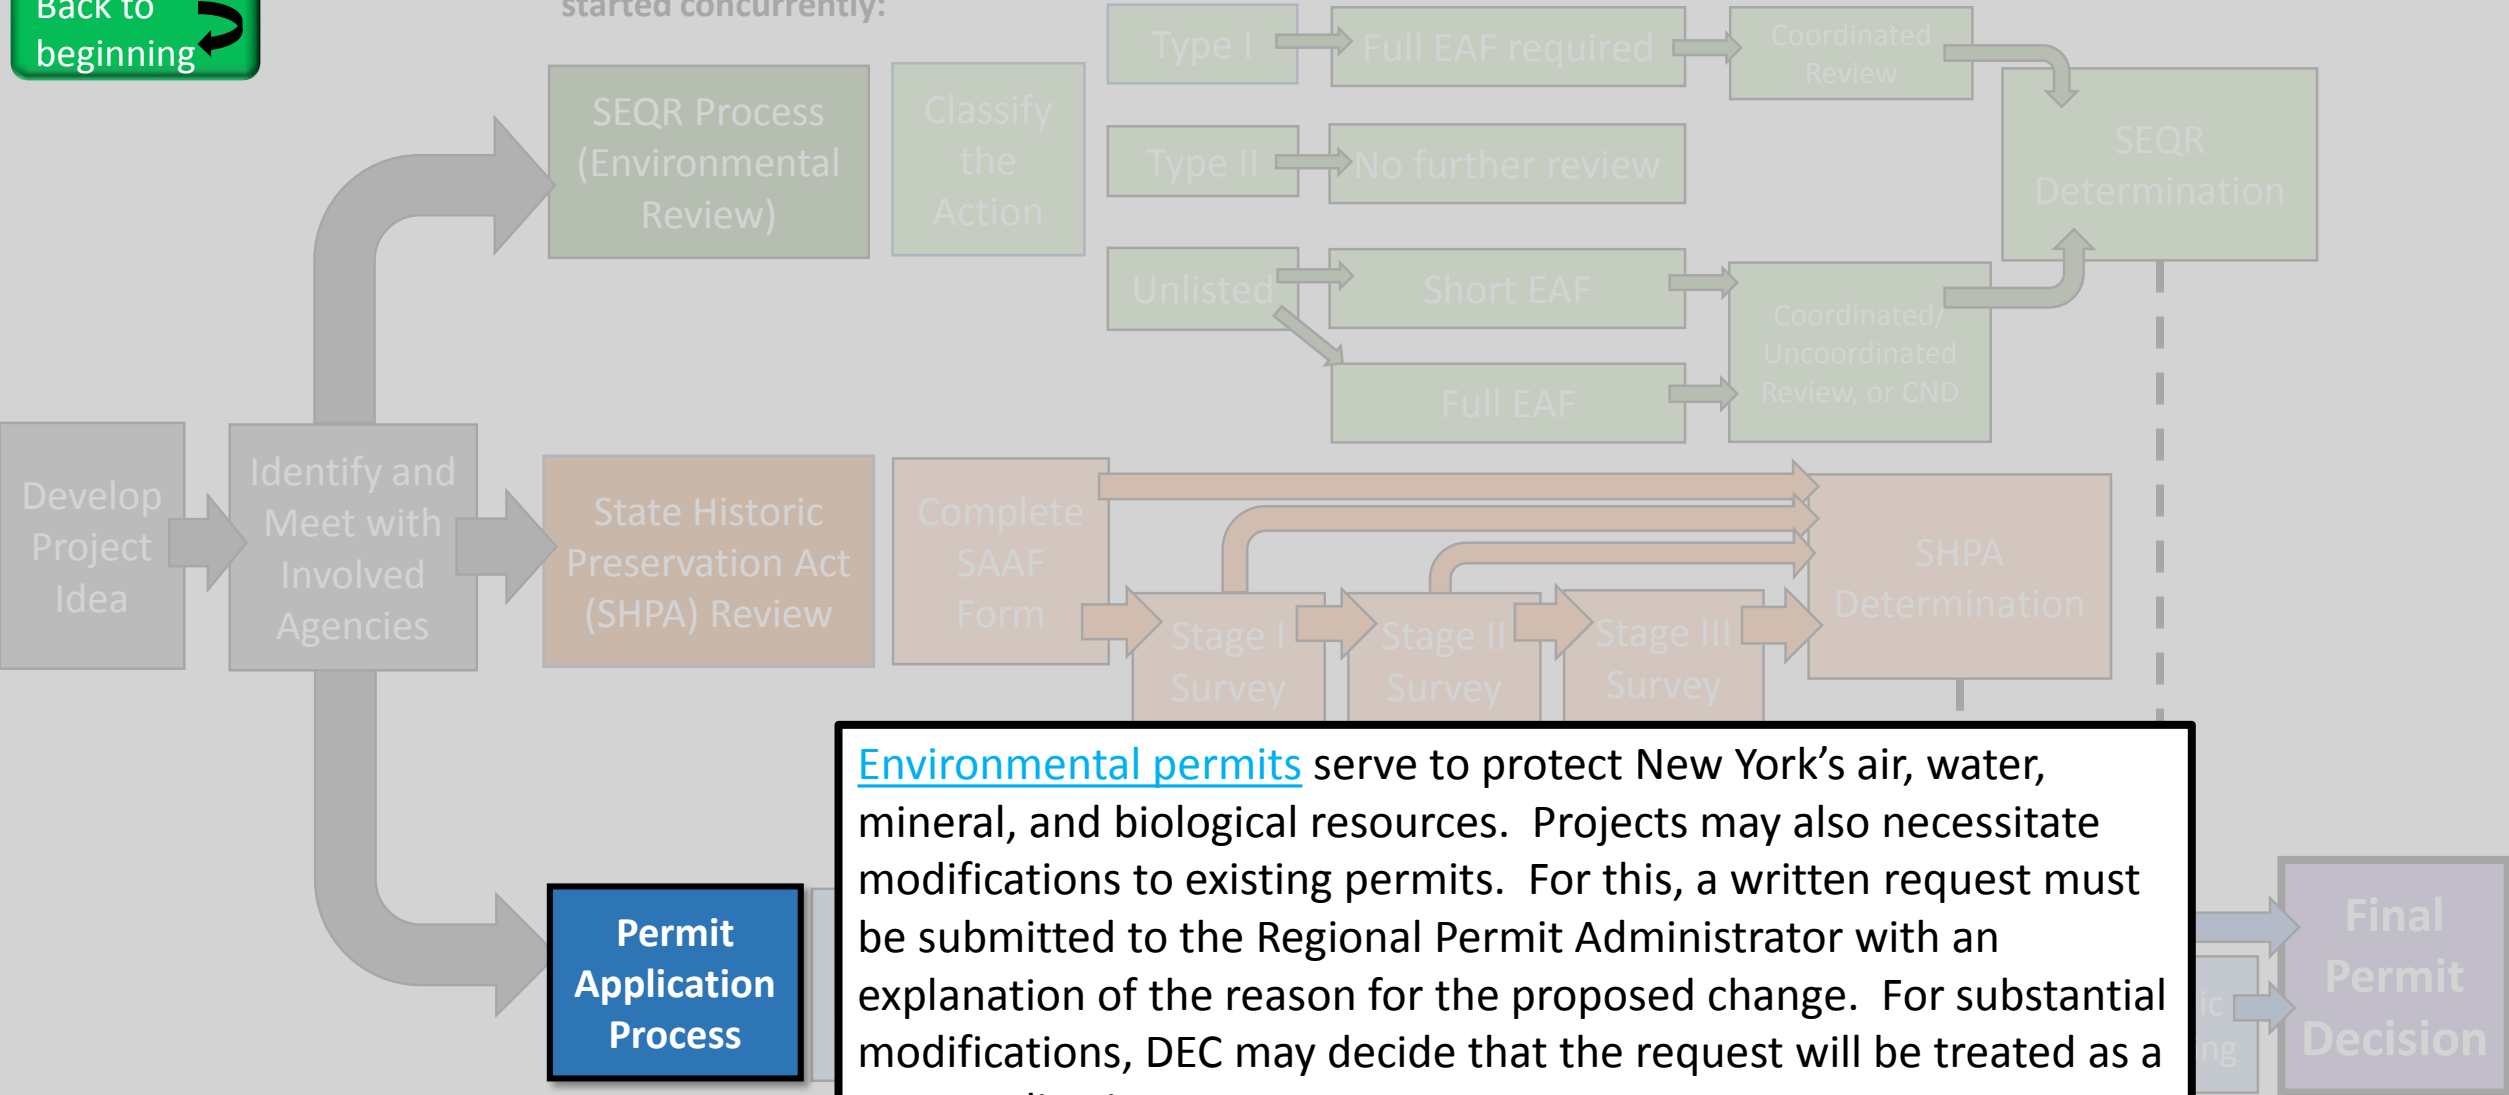 Back to
beginning
started concurrently:
SEQR Process
(Environmental
Review)
Classify
the
Action
Type I
Full EAF required
Coordinated
Review
Type II
No further review
SEQR
Determination
Unlisted
Short EAF
Full EAF
Coordinated/
Uncoordinated
Review, or CND
Develop
Project
Idea
Identify and
Meet with
Involved
Agencies
State Historic
Preservation Act
(SHPA) Review
Complete
SAAF
Form
Stage I
Survey
Stage II
Survey
Stage III
Survey
SHPA
Determination
Permit
Application
Process
Environmental permits serve to protect New York’s air, water,
mineral, and biological resources.  Projects may also necessitate
modifications to existing permits.  For this, a written request must
be submitted to the Regional Permit Administrator with an
explanation of the reason for the proposed change.  For substantial
modifications, DEC may decide that the request will be treated as a
ic
ng
Final
Permit
Decision